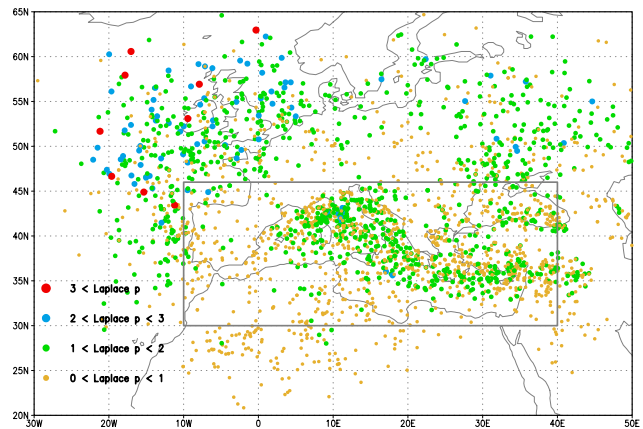 65N
60N
55N
50N
45N
40N
35N
3 < Laplace p
2 < Laplace p < 3
30N
1 < Laplace p < 2
25N
0 < Laplace p < 1
20N
30W 20W 10W 0 10E 20E 30E 40E 50E